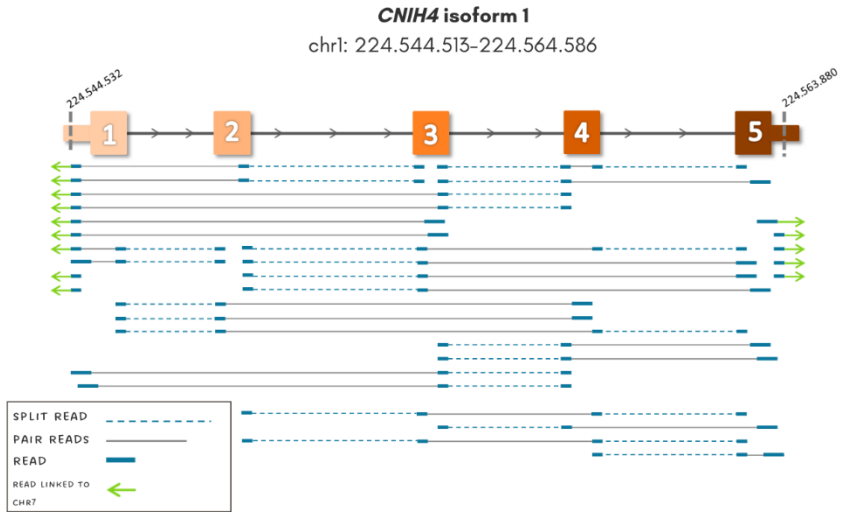 CNIH4 isoform 1
chr1: 224.544.513-224.564.586
224.544.532
224.563.880
1
2
3
4
5
SPLIT READ
PAIR READS
READ
READ LINKED TO
CHR7